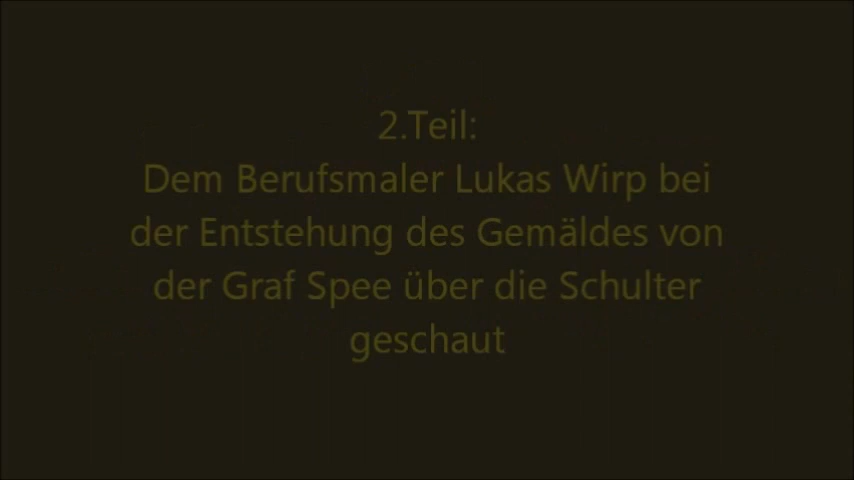 2.Teil:
Dem Berufsmaler Lukas Wirp bei
der Entstehung des Gemäldes von
der Graf Spee über die Schulter
geschaut